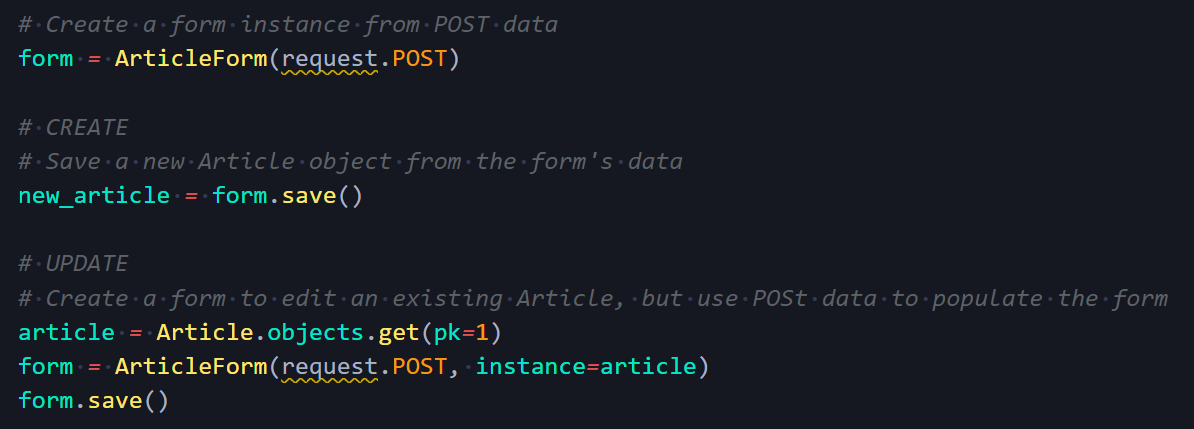 # Create a form instance from POST data
form = ArticleForm(request.POST)
# CREATE
# Save a new Article object from the form's data
new_article = form.save()
# UPDATE
# Create a form to edit an existing Article, but use POSt data to populate the form
article = Article.objects.get(pk=1)
form = ArticleForm(request.POST, instance=article)
form.save()